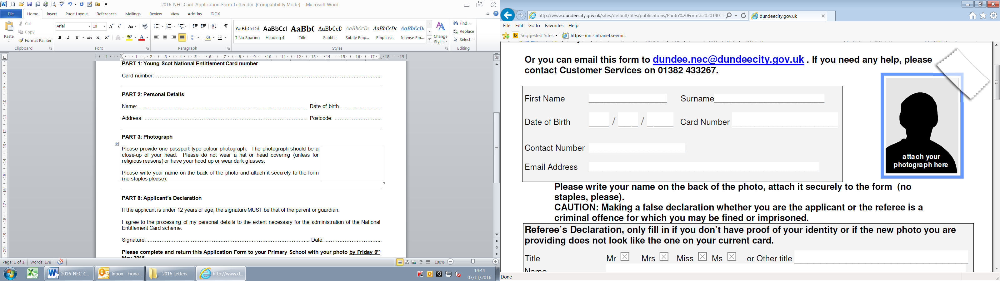 2016-NEC-Card-Application-Form-Letter.doc [Compatibility Mode] - Microsoft Word
File Home Insert Page Layout References Mailings Review View Add-Ins IDOX
Paste
Cut
Copy
Format Painter
Clipboard
Arial 10
Font
Paragraph
AaBbCcDd AaBbCcI AaBb( AaBbCcD AaBbCcDc AaBbCcDc AaBbCcDt
¶ No Spacing Heading 4 Title Subtitle Subtle Emp... Emphasis Intense Em...
Styles
Change Styles
Find
Replace
Select
Editing
PART 1: Young Scot National Entitlement Card number
Card number:
PART 2: Personal Details
Name: Date of birth
Address: Postcode:
PART 3: Photograph
Please provide one passport type colour photograph. The photograph should be a
close-up of your head. Please do not wear a hat or head covering (unless for
religious reasons) or have your hood up or wear dark glasses.
Please write your name on the back of the photo and attach it securely to the form
(no staples please).
PART 6: Applicant's Declaration
If the applicant is under 12 years of age, the signature MUST be that of the parent or guardian.
I agree to the processing of my personal details to the extent necessary for the administration of the National
Entitlement Card scheme.
Signature: Date:
Please complete and return this Application Form to your Primary School with your photo by Friday 6th
May 2016
Page: 1 of 1 Words: 178 100%
2016-NEC-C... Inbox - Fiona... 2016 Letters http://www.d...
14:44
07/11/2016
http://www.dundeecity.gov.uk/sites/default/files/publications/Photo%20Form%202014011 dundeecity.gov.uk
File Edit Go to Favorites Help
Suggested Sites https--mrc-intranet.seemi...
Or you can email this form to dundee.nec@dundeecity.gov.uk . If you need any help, please
contact Customer Services on 01382 433267.
First Name Surname
Date of Birth / / Card Number
Contact Number
Email Address
attach your
photograph here
Please write your name on the back of the photo, attach it securely to the form (no
staples, please).
CAUTION: Making a false declaration whether you are the applicant or the referee is a
criminal offence for which you may be fined or imprisoned.
Referee's Declaration, only fill in if you don't have proof of your identity or if the new photo you are
providing does not look like the one on your current card.
Title Mr Mrs Miss Ms or Other title
Name
Done